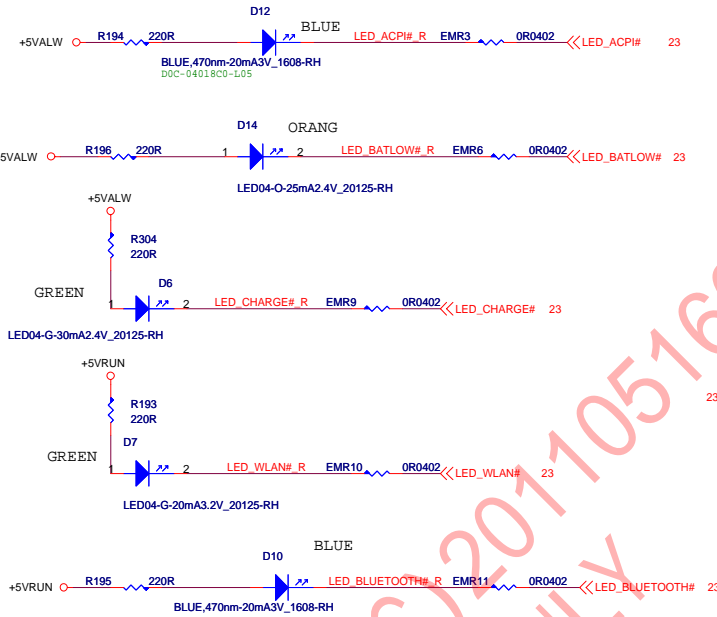 D12
BLUE
+5VALW R194 220R LED_ACPI#_R EMR3 0R0402 LED_ACPI# 23
BLUE,470nm-20mA3V_1608-RH
D0C-04018C0-L05
D14
ORANG
5VALW R196 220R 1 2 LED_BATLOW#_R EMR6 0R0402 LED_BATLOW# 23
LED04-O-25mA2.4V_20125-RH
+5VALW
R304
220R
D6
GREEN
1 2 LED_CHARGE#_R EMR9 0R0402 LED_CHARGE# 23
LED04-G-30mA2.4V_20125-RH
+5VRUN
R193
23
220R
D7
GREEN
1 2 LED_WLAN#_R EMR10 0R0402 LED_WLAN# 23
LED04-G-20mA3.2V_20125-RH
BLUE
D10
+5VRUN R195 220R LED_BLUETOOTH#_R EMR11 0R0402 LED_BLUETOOTH# 23
BLUE,470nm-20mA3V_1608-RH
)20110516